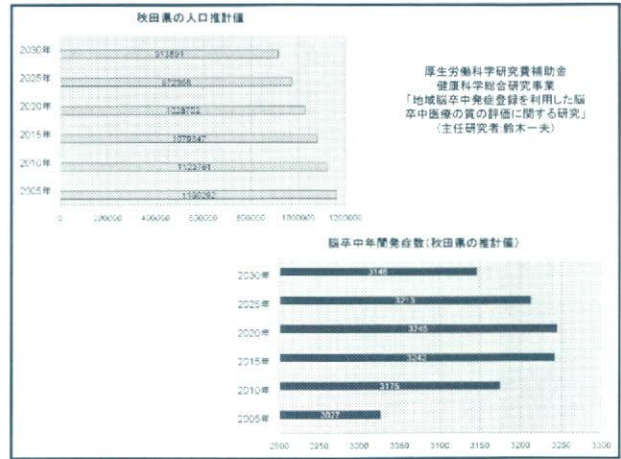 秋田県の人口推計値
2030年
2025年
2020年
2015年
2010年
2005年
0
200000
400000
600000
800000
1000000
1200000
厚生労働科学研究費補助金
健康科学総合研究事業
「地域脳卒中発症登録を利用した脳
卒中医療の質の評価に関する研究」
(主任研究者:鈴木一夫)
脳卒中年間発症数(秋田県の推計値)
2030年 3146
2025年 3213
2020年 3245
2015年 3242
2010年 3175
2005年 3027
2900
2950
3000
3050
3100
3150
3200
3250
3300